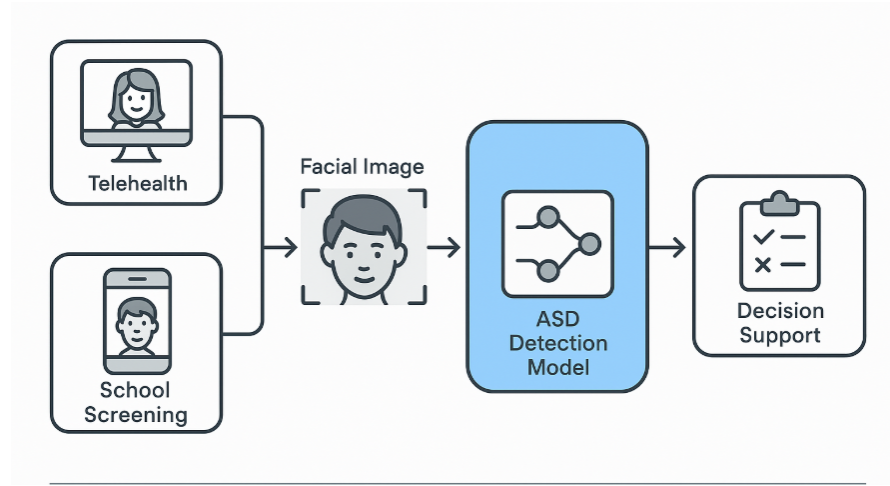 Telehealth
School
Screening
Facial Image
ASD
Detection
Model
Decision
Support